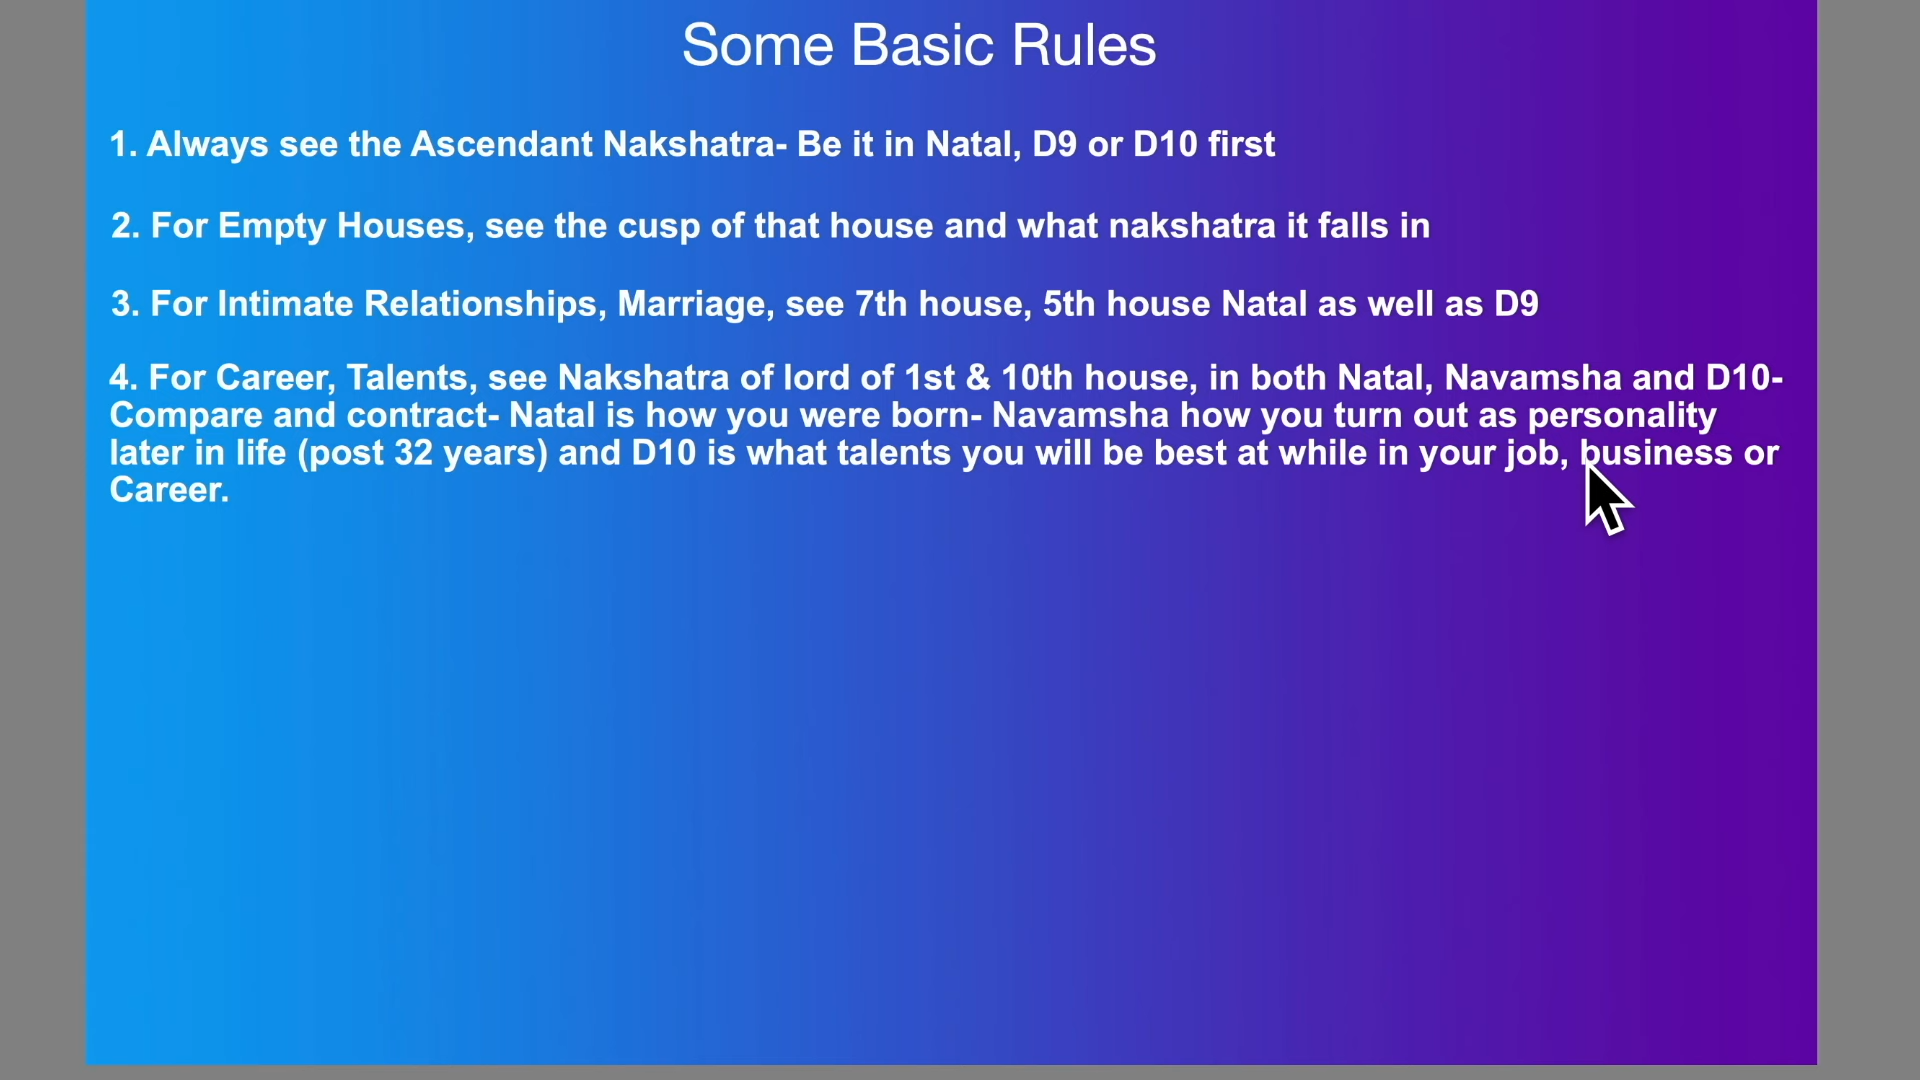 Some Basic Rules
1. Always see the Ascendant Nakshatra- Be it in Natal, D9 or D10 first
2. For Empty Houses, see the cusp of that house and what nakshatra it falls in
3. For Intimate Relationships, Marriage, see 7th house, 5th house Natal as well as D9
4. For Career, Talents, see Nakshatra of lord of 1st & 10th house, in both Natal, Navamsha and D10-
Compare and contract- Natal is how you were born- Navamsha how you turn out as personality
later in life (post 32 years) and D10 is what talents you will be best at while in your job, business or
Career.